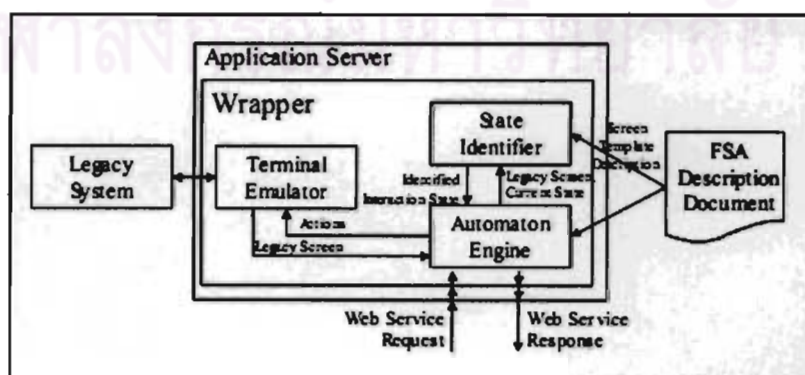 Application Server
Wrapper
Legacy
System
Terminal
Emulator
State
Identifier
Screen
Template
Description
FSA
Description
Document
Identified
Interaction State
Legacy Screen,
Current State
Actions
Legacy Screen
Automaton
Engine
Web Service
Request
Web Service
Response